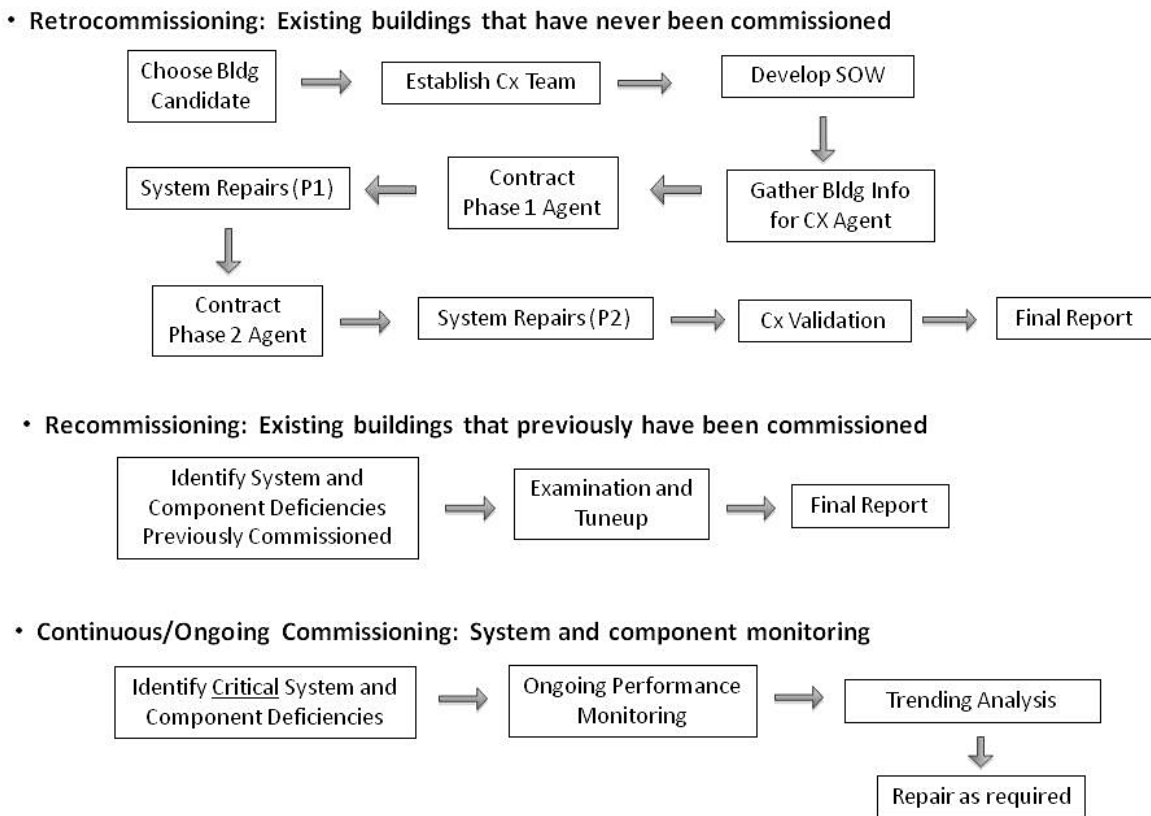 • Retrocommissioning: Existing buildings that have never been commissioned
Choose Bldg
Candidate
Establish Cx Team
Develop SOW
Gather Bldg Info
for CX Agent
Contract
Phase 1 Agent
System Repairs (P1)
Contract
Phase 2 Agent
System Repairs (P2)
Cx Validation
Final Report
• Recommissioning: Existing buildings that previously have been commissioned
Identify System and
Component Deficiencies
Previously Commissioned
Examination and
Tuneup
Final Report
• Continuous/Ongoing Commissioning: System and component monitoring
Identify Critical System and
Component Deficiencies
Ongoing Performance
Monitoring
Trending Analysis
Repair as required